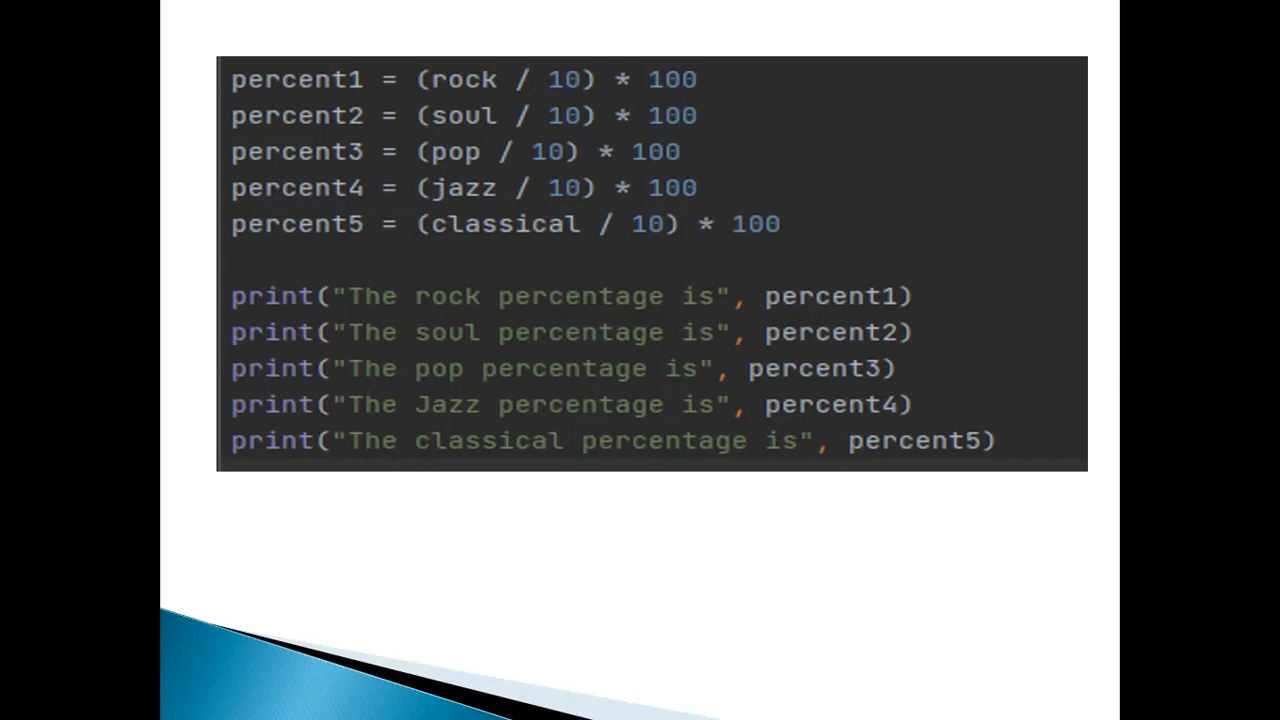 percent1 = (rock / 10) * 100
percent2 = (soul / 10) * 100
percent3 = (pop / 10) * 100
percent4 = (jazz / 10) * 100
percent5 = (classical / 10) * 100
print("The rock percentage is", percent1)
print("The soul percentage is", percent2)
print("The pop percentage is", percent3)
print("The Jazz percentage is", percent4)
print("The classical percentage is", percent5)